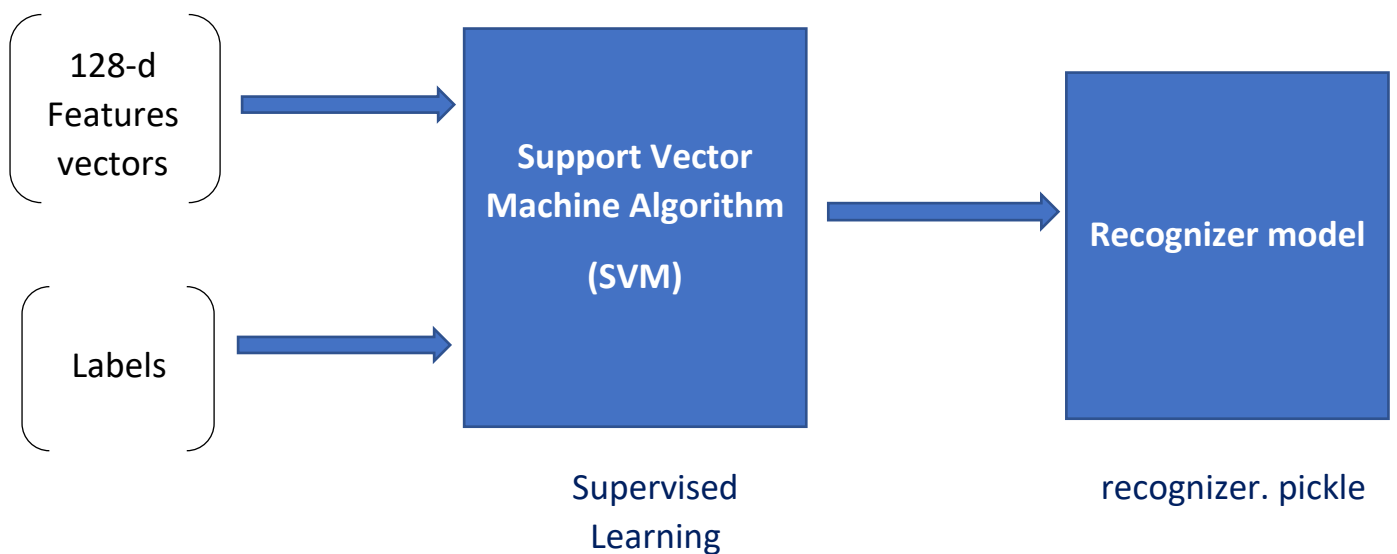 128-d
Features
vectors
Labels
Support Vector
Machine Algorithm
(SVM)
Supervised
Learning
Recognizer model
recognizer. pickle